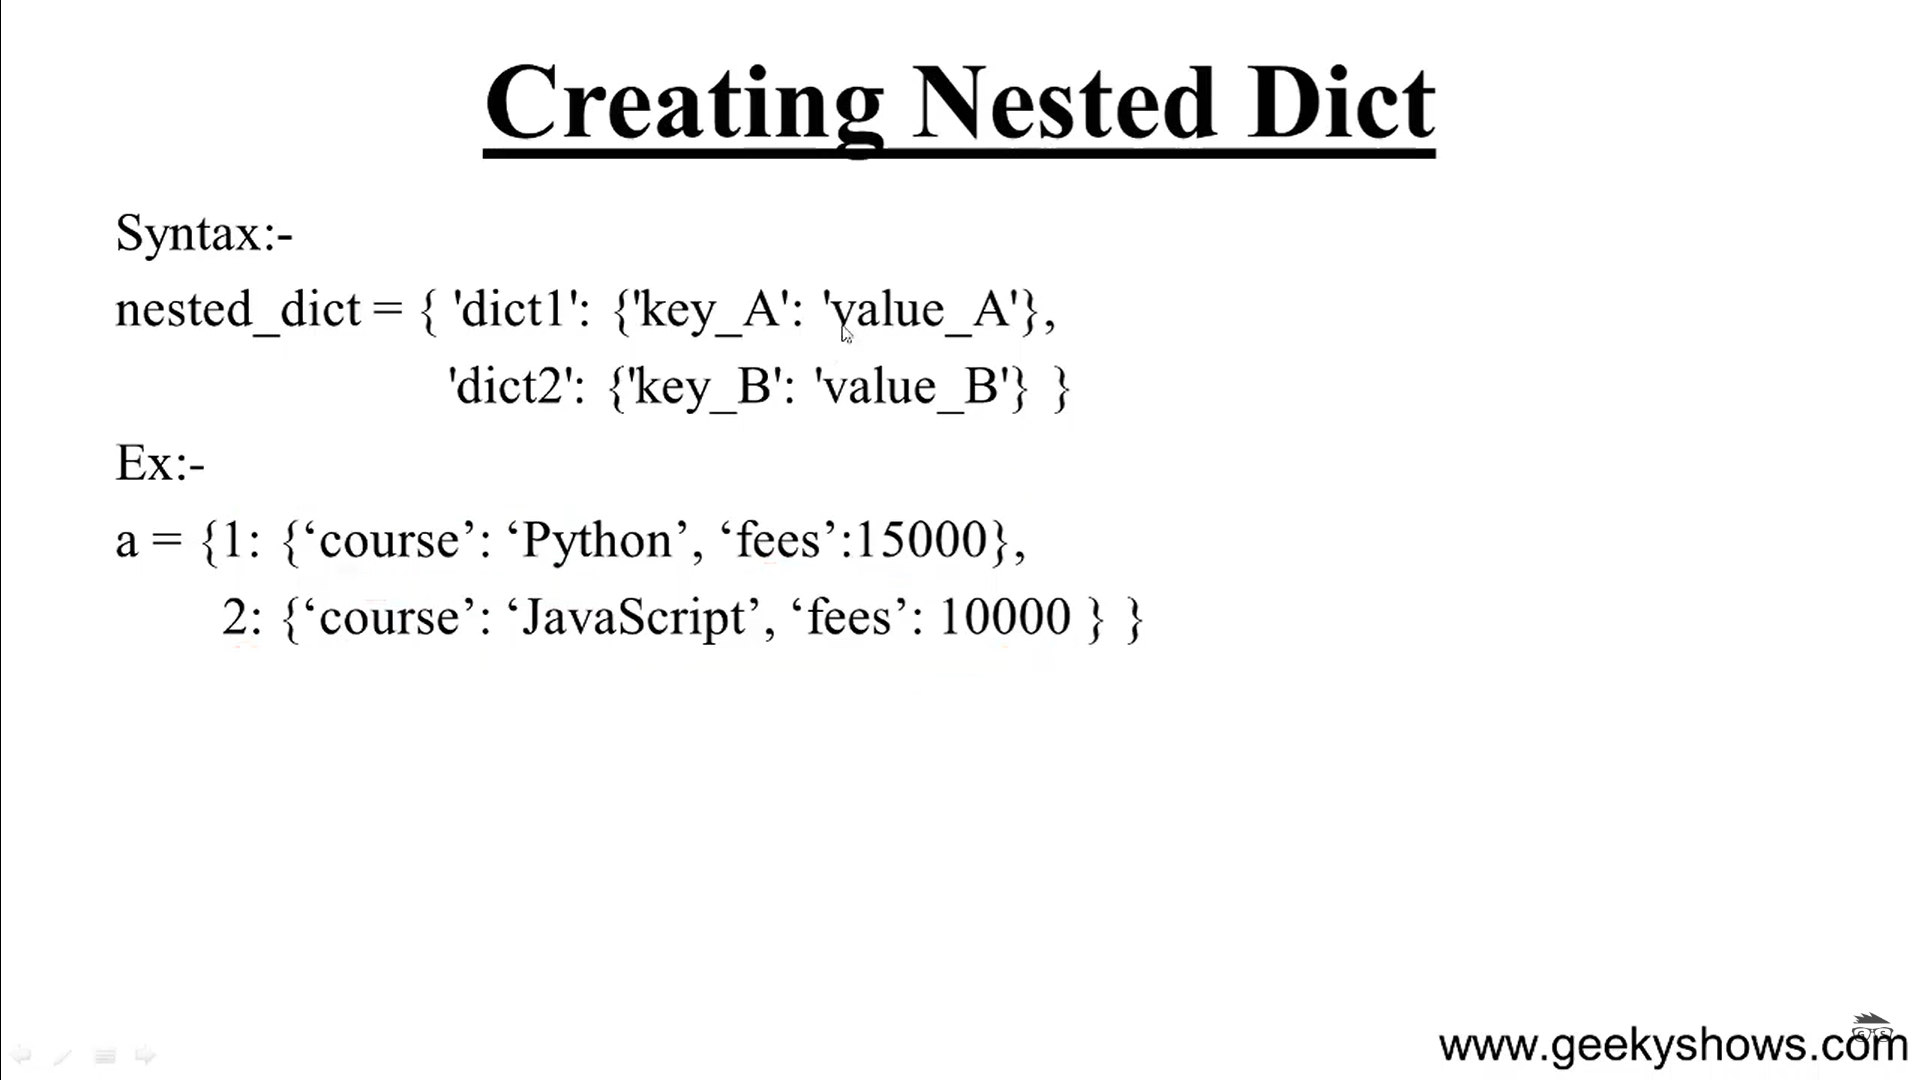 Creating Nested Dict
Syntax:-
nested_dict = { 'dict1': {'key_A': 'value_A'},
'dict2': {'key_B': 'value_B'} }
Ex:-
a = {1: {‘course’: ‘Python’, ‘fees’:15000},
2: {‘course’: ‘JavaScript’, ‘fees’: 10000 } }
www.geekyshows.com